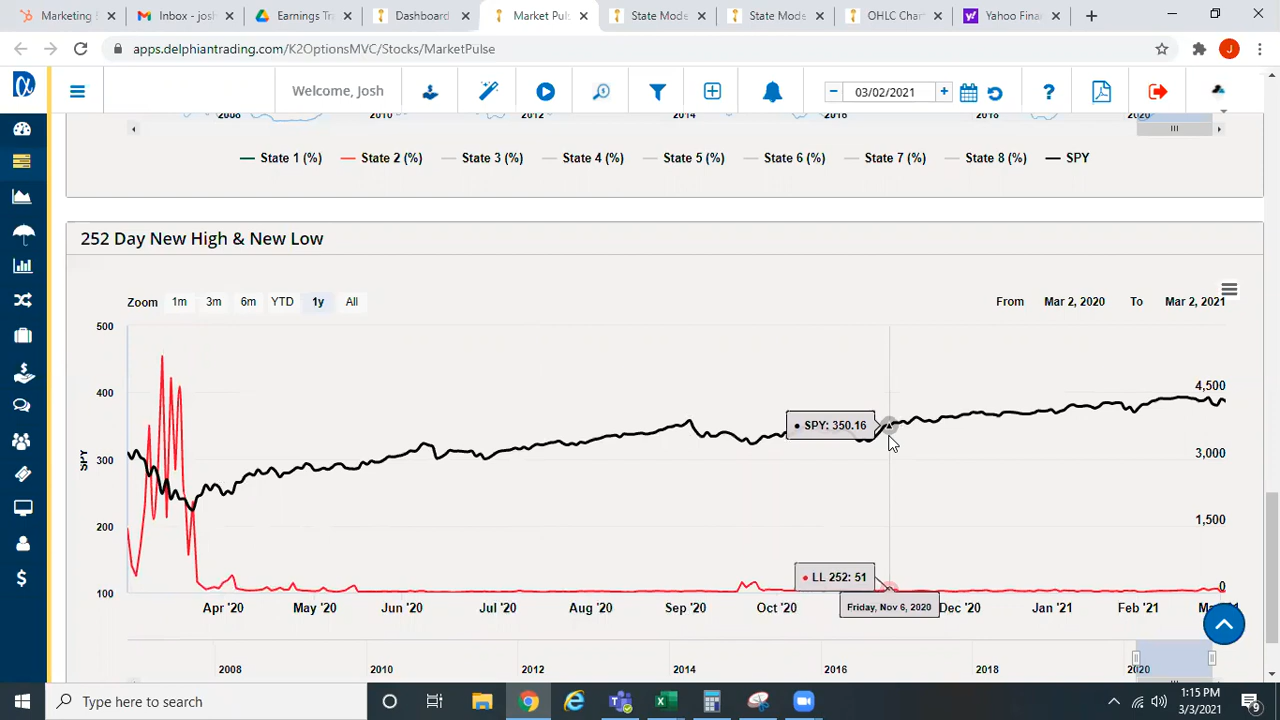 Marketing S
Inbox - josh
Earnings Tra
Dashboard
Market Puls
State Mode
State Mode
OHLC Char
Yahoo Finan
apps.delphiantrading.com/K2OptionsMVC/Stocks/MarketPulse
J
Welcome, Josh
03/02/2021
2008 2010 2012 2014 2016 2018 2020
State 1 (%) State 2 (%) State 3 (%) State 4 (%) State 5 (%) State 6 (%) State 7 (%) State 8 (%) SPY
252 Day New High & New Low
Zoom 1m 3m 6m YTD 1y All From Mar 2, 2020 To Mar 2, 2021
500
400 4,500
SPY: 350.16
SPY
300 3,000
200 1,500
LL 252: 51
100 0
Friday, Nov 6, 2020
Apr '20 May '20 Jun '20 Jul '20 Aug '20 Sep '20 Oct '20 Dec '20 Jan '21 Feb '21
2008 2010 2012 2014 2016 2018 2020
Type here to search
1:15 PM
3/3/2021
9